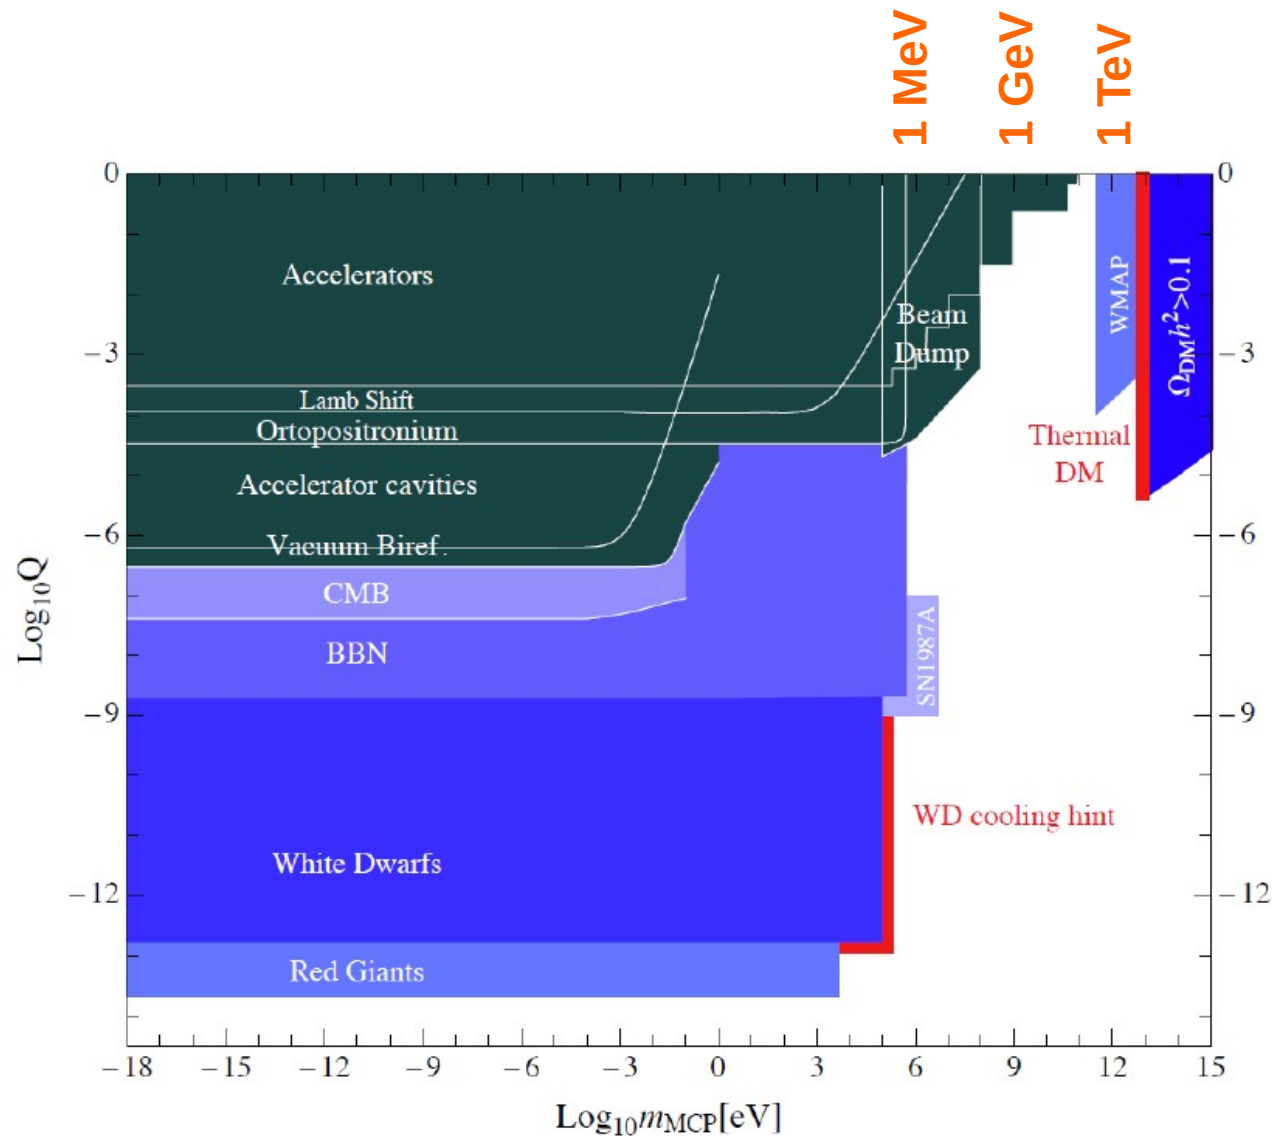 1 MeV
1 GeV
1 TeV
0
0
Accelerators
WMAP
Ω_DM h²>0.1
Beam
Dump
−3
−3
Lamb Shift
Ortopositronium
Thermal
DM
Accelerator cavities
−6
−6
Vacuum Biref.
CMB
Log₁₀Q
BBN
SN1987A
−9
−9
WD cooling hint
White Dwarfs
−12
−12
Red Giants
−18 −15 −12 −9 −6 −3 0 3 6 9 12 15
Log₁₀m_MCP[eV]